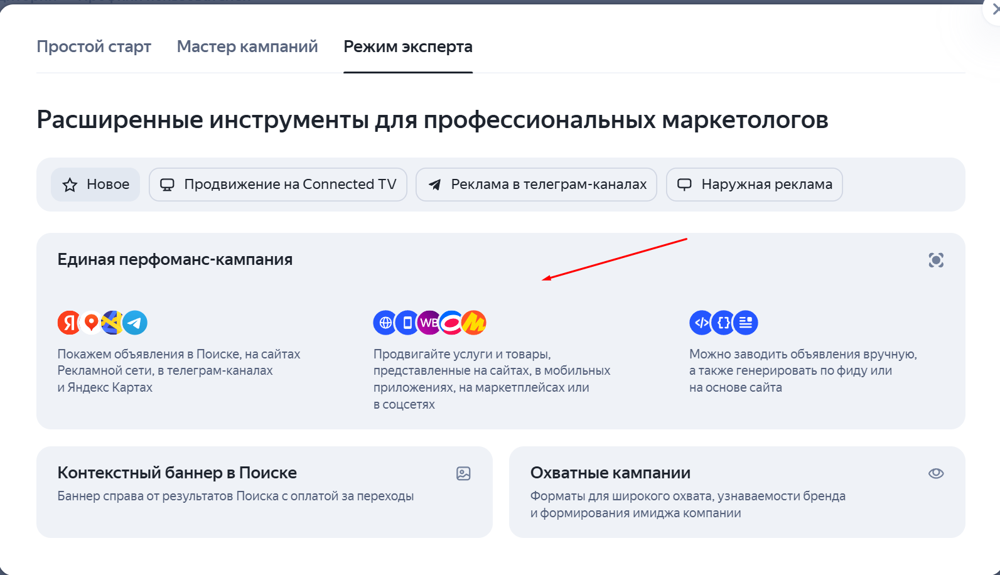 Простой старт
Мастер кампаний
Режим эксперта
Расширенные инструменты для профессиональных маркетологов
Новое
Продвижение на Connected TV
Реклама в телеграм-каналах
Наружная реклама
Единая перфоманс-кампания
Я
Покажем объявления в Поиске, на сайтах
Рекламной сети, в телеграм-каналах
и Яндекс Картах
WB
Продвигайте услуги и товары,
представленные на сайтах, в мобильных
приложениях, на маркетплейсах или
в соцсетях
Можно заводить объявления вручную,
а также генерировать по фиду или
на основе сайта
Контекстный баннер в Поиске
Баннер справа от результатов Поиска с оплатой за переходы
Охватные кампании
Форматы для широкого охвата, узнаваемости бренда
и формирования имиджа компании